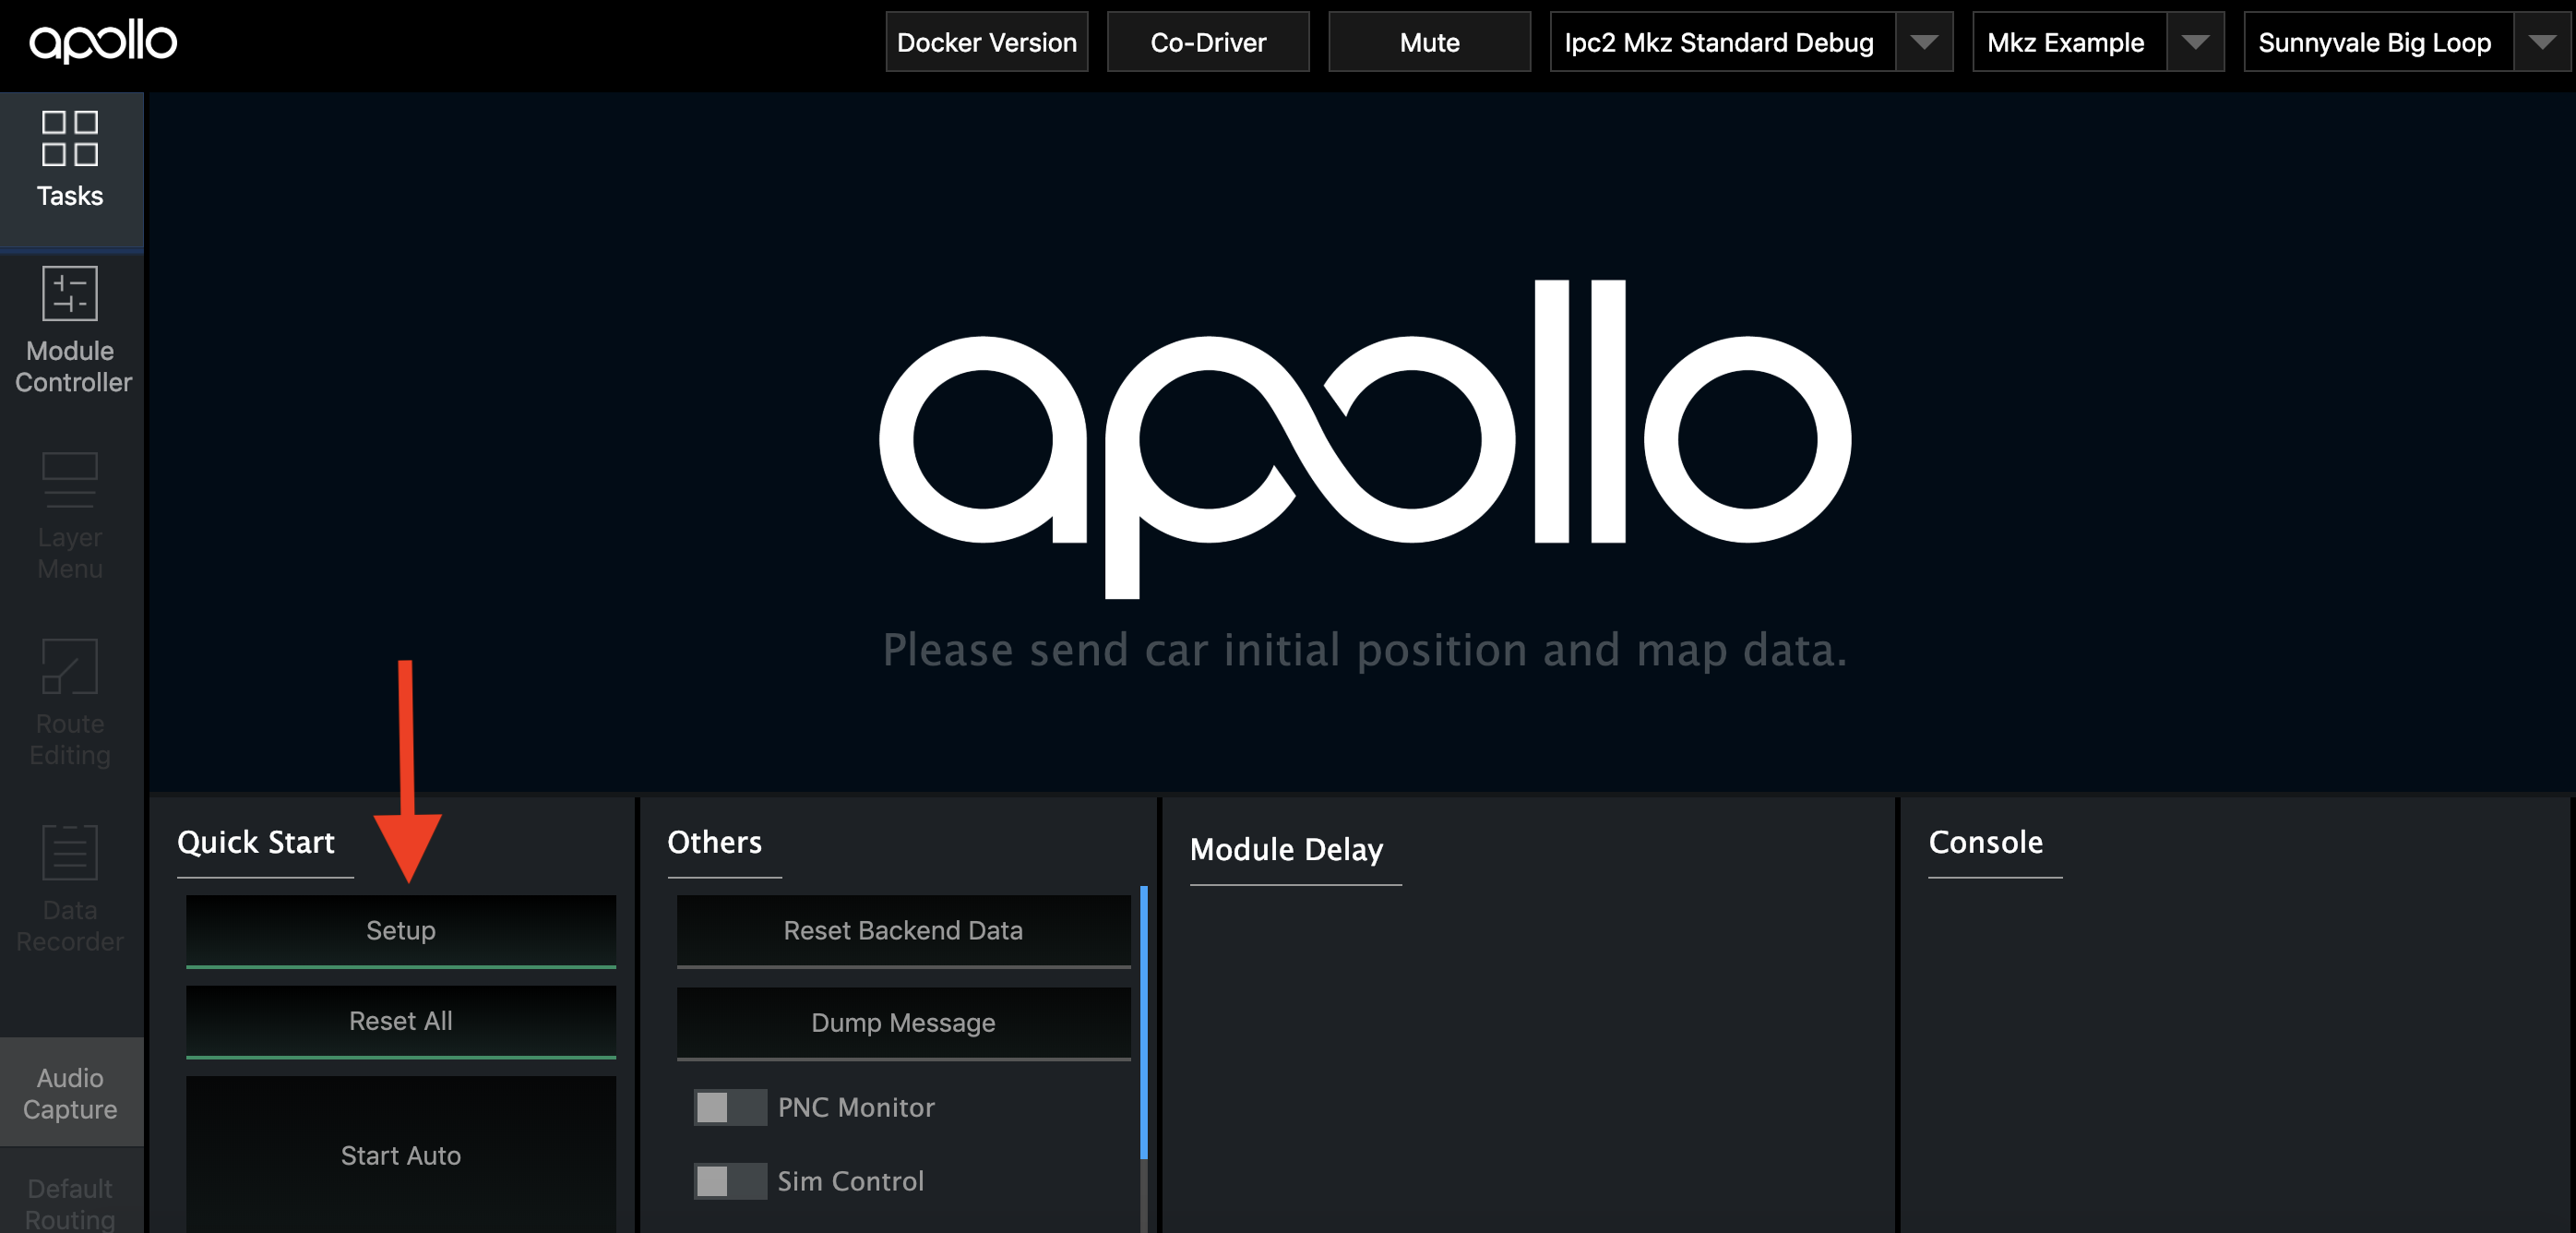 apollo
Docker Version
Co-Driver
Mute
Ipc2 Mkz Standard Debug
Mkz Example
Sunnyvale Big Loop
Tasks
Module
Controller
Layer
Menu
Route
Editing
Data
Recorder
Audio
Capture
Default
Routing
apollo
Please send car initial position and map data.
Quick Start
Setup
Reset All
Start Auto
Others
Reset Backend Data
Dump Message
PNC Monitor
Sim Control
Module Delay
Console